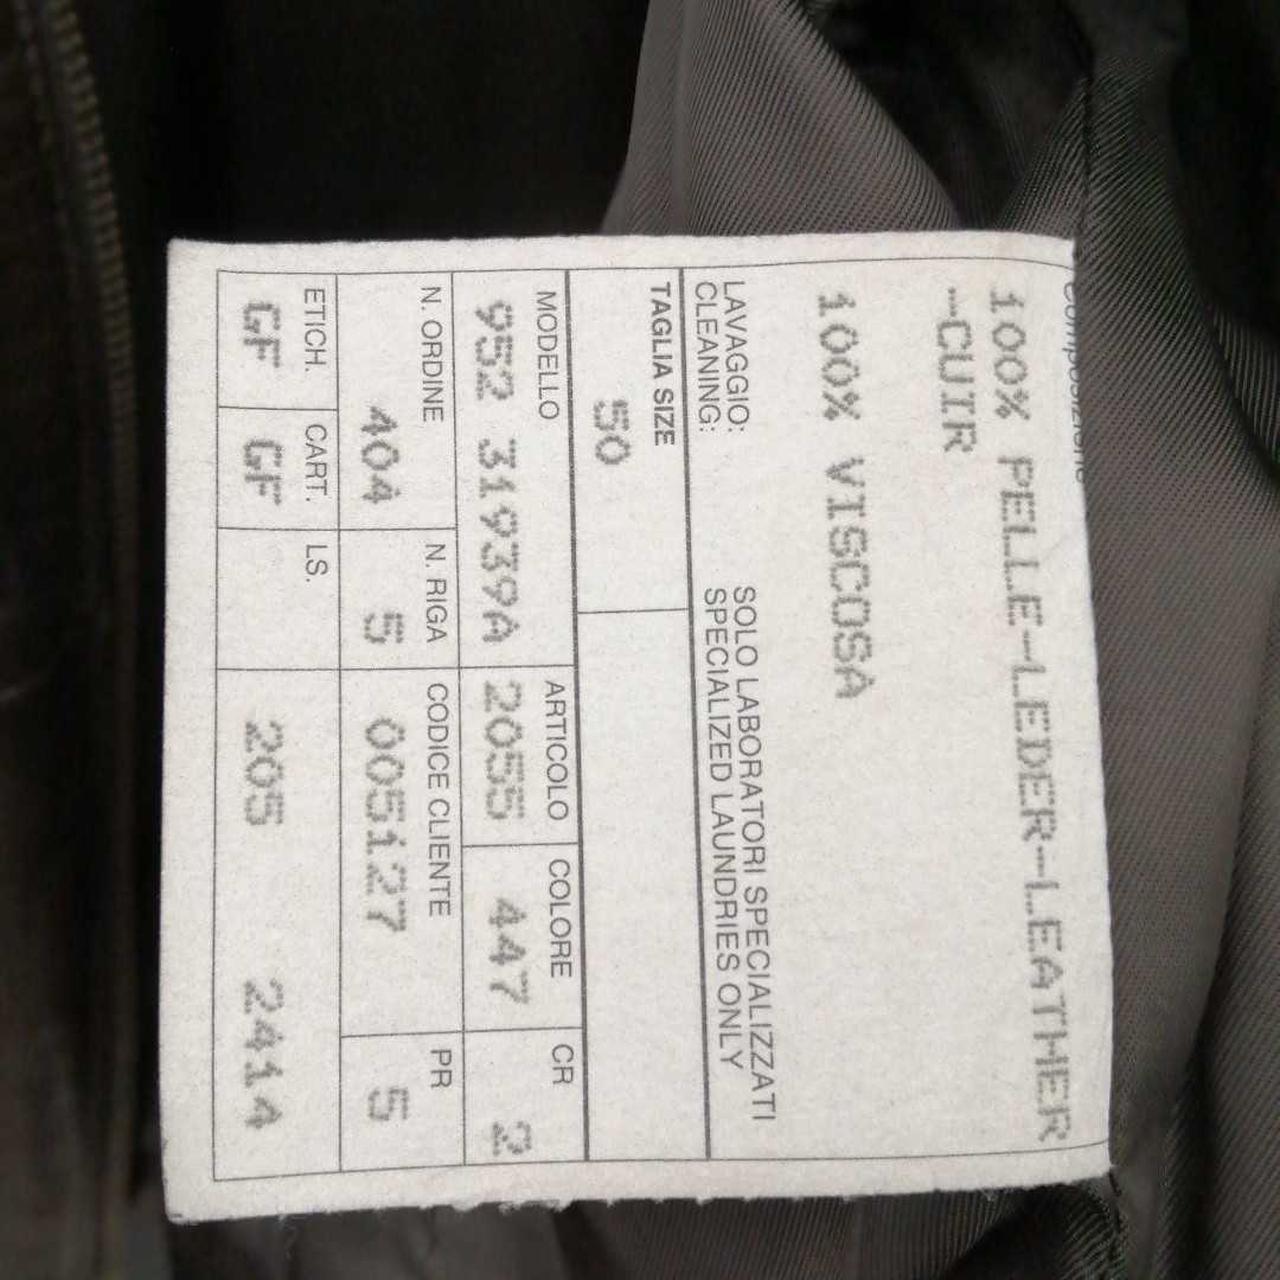 Composizione
100% PELLE-LEDER-LEATHER
-CUIR
100% VISCOSA
LAVAGGIO: SOLO LABORATORI SPECIALIZZATI
CLEANING: SPECIALIZED LAUNDRIES ONLY
TAGLIA SIZE
50
MODELLO ARTICOLO COLORE CR
952 31939A 2055 447 2
N. ORDINE N. RIGA CODICE CLIENTE PR
404 5 005127 5
ETICH. CART. LS.
GF GF 205 2414